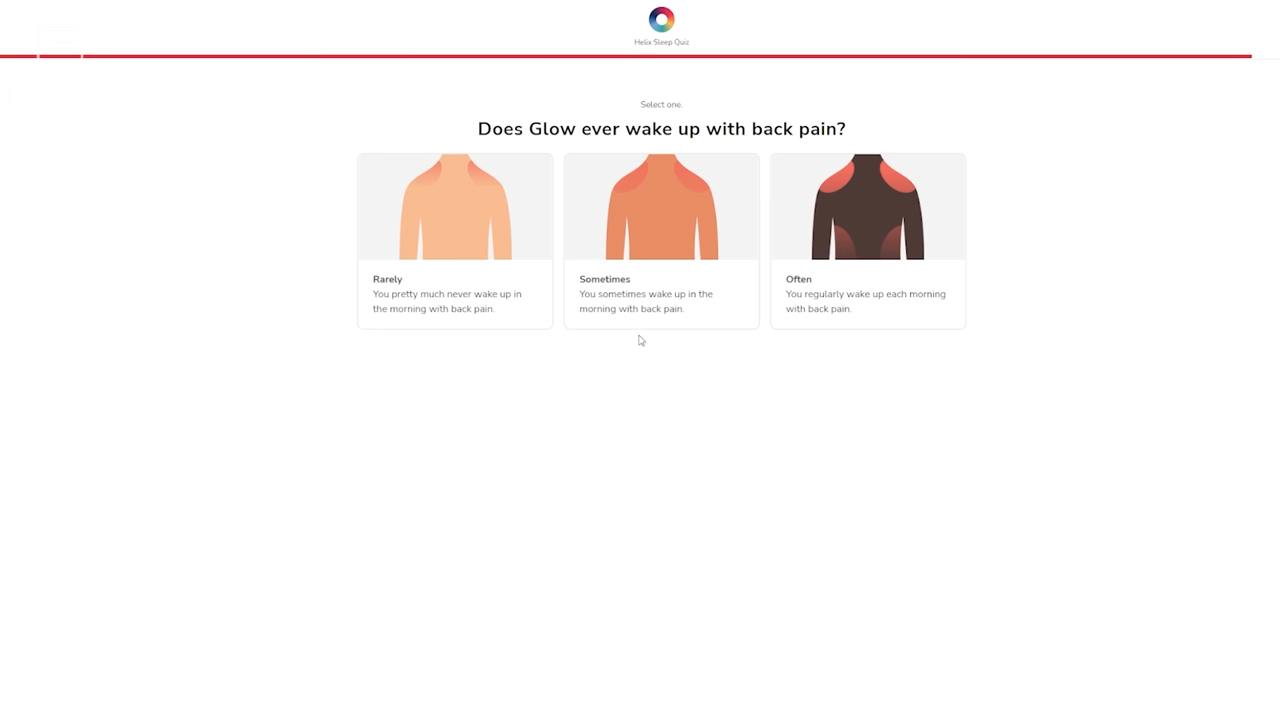 Helix Sleep Quiz
Select one.
Does Glow ever wake up with back pain?
Rarely
You pretty much never wake up in
the morning with back pain.
Sometimes
You sometimes wake up in the
morning with back pain.
Often
You regularly wake up each morning
with back pain.